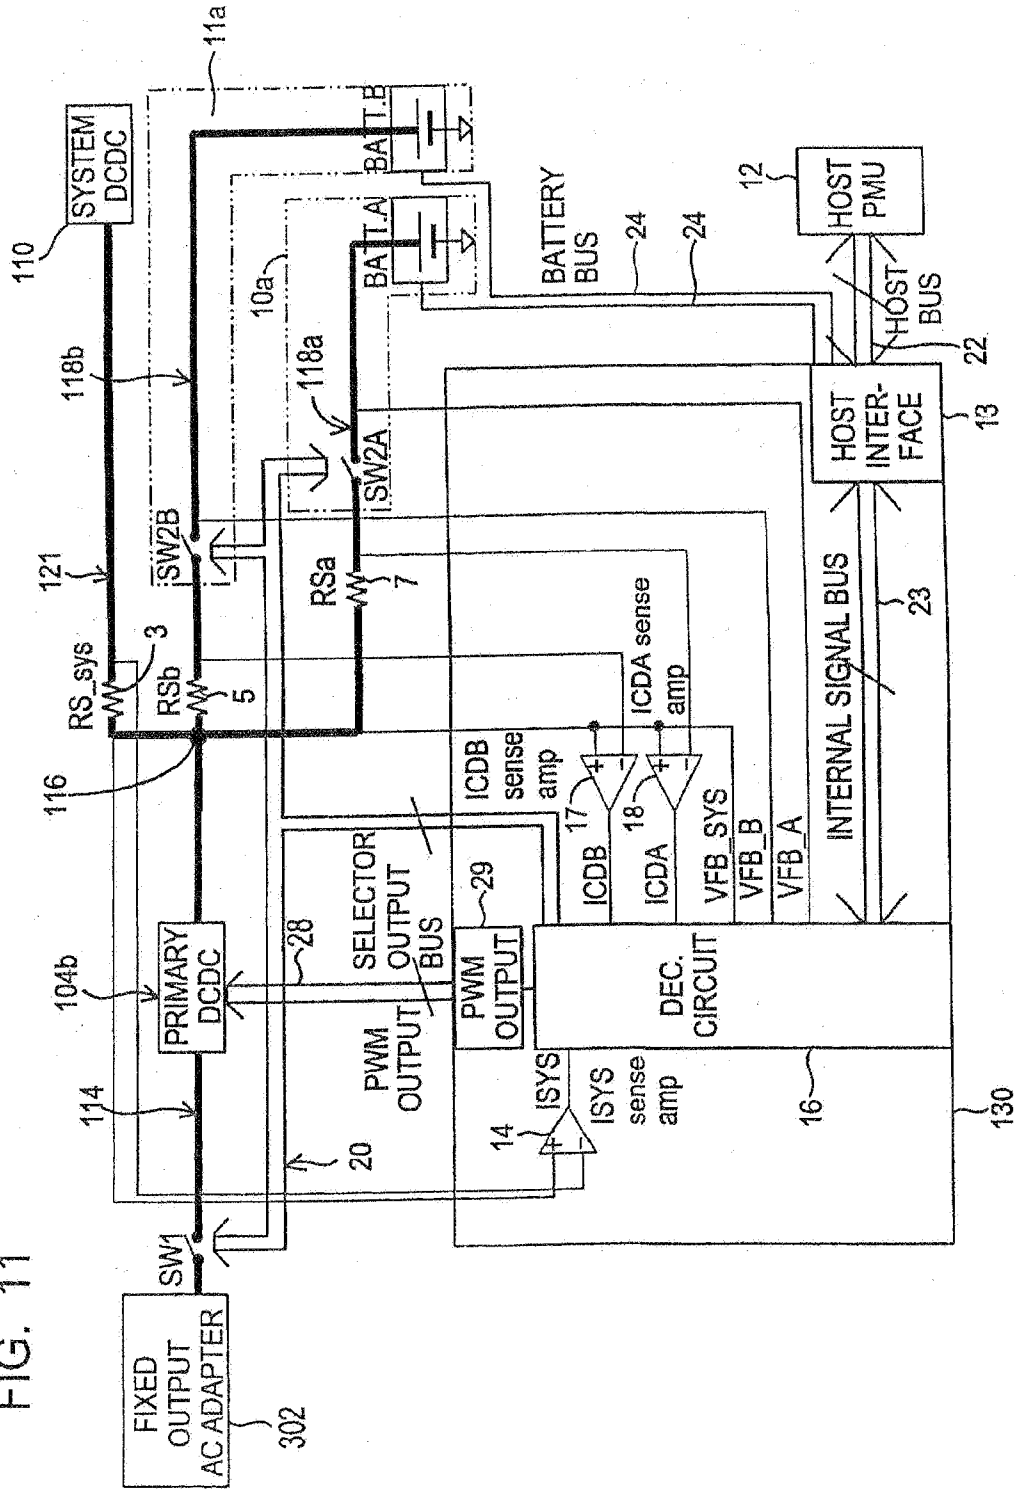 FIG. 11
FIXED
OUTPUT
AC ADAPTER
302
SW1
114
104b
PRIMARY
DCDC
116
RS_sys
3
121
110
SYSTEM
DCDC
RSb
5
SW2B
118b
11a
BATT.B
RSa
7
SW2A
118a
10a
BATT.A
20
28
PWM
OUTPUT
SELECTOR
OUTPUT
BUS
29
PWM
OUTPUT
ICDB
sense
amp
ICDA sense
amp
17
18
ICDB
ICDA
VFB_SYS
VFB_B
VFB_A
14
ISYS
ISYS
sense
amp
DEC.
CIRCUIT
16
130
INTERNAL SIGNAL BUS
23
HOST
INTER-
FACE
13
BATTERY
BUS
24
24
HOST
BUS
22
12
HOST
PMU